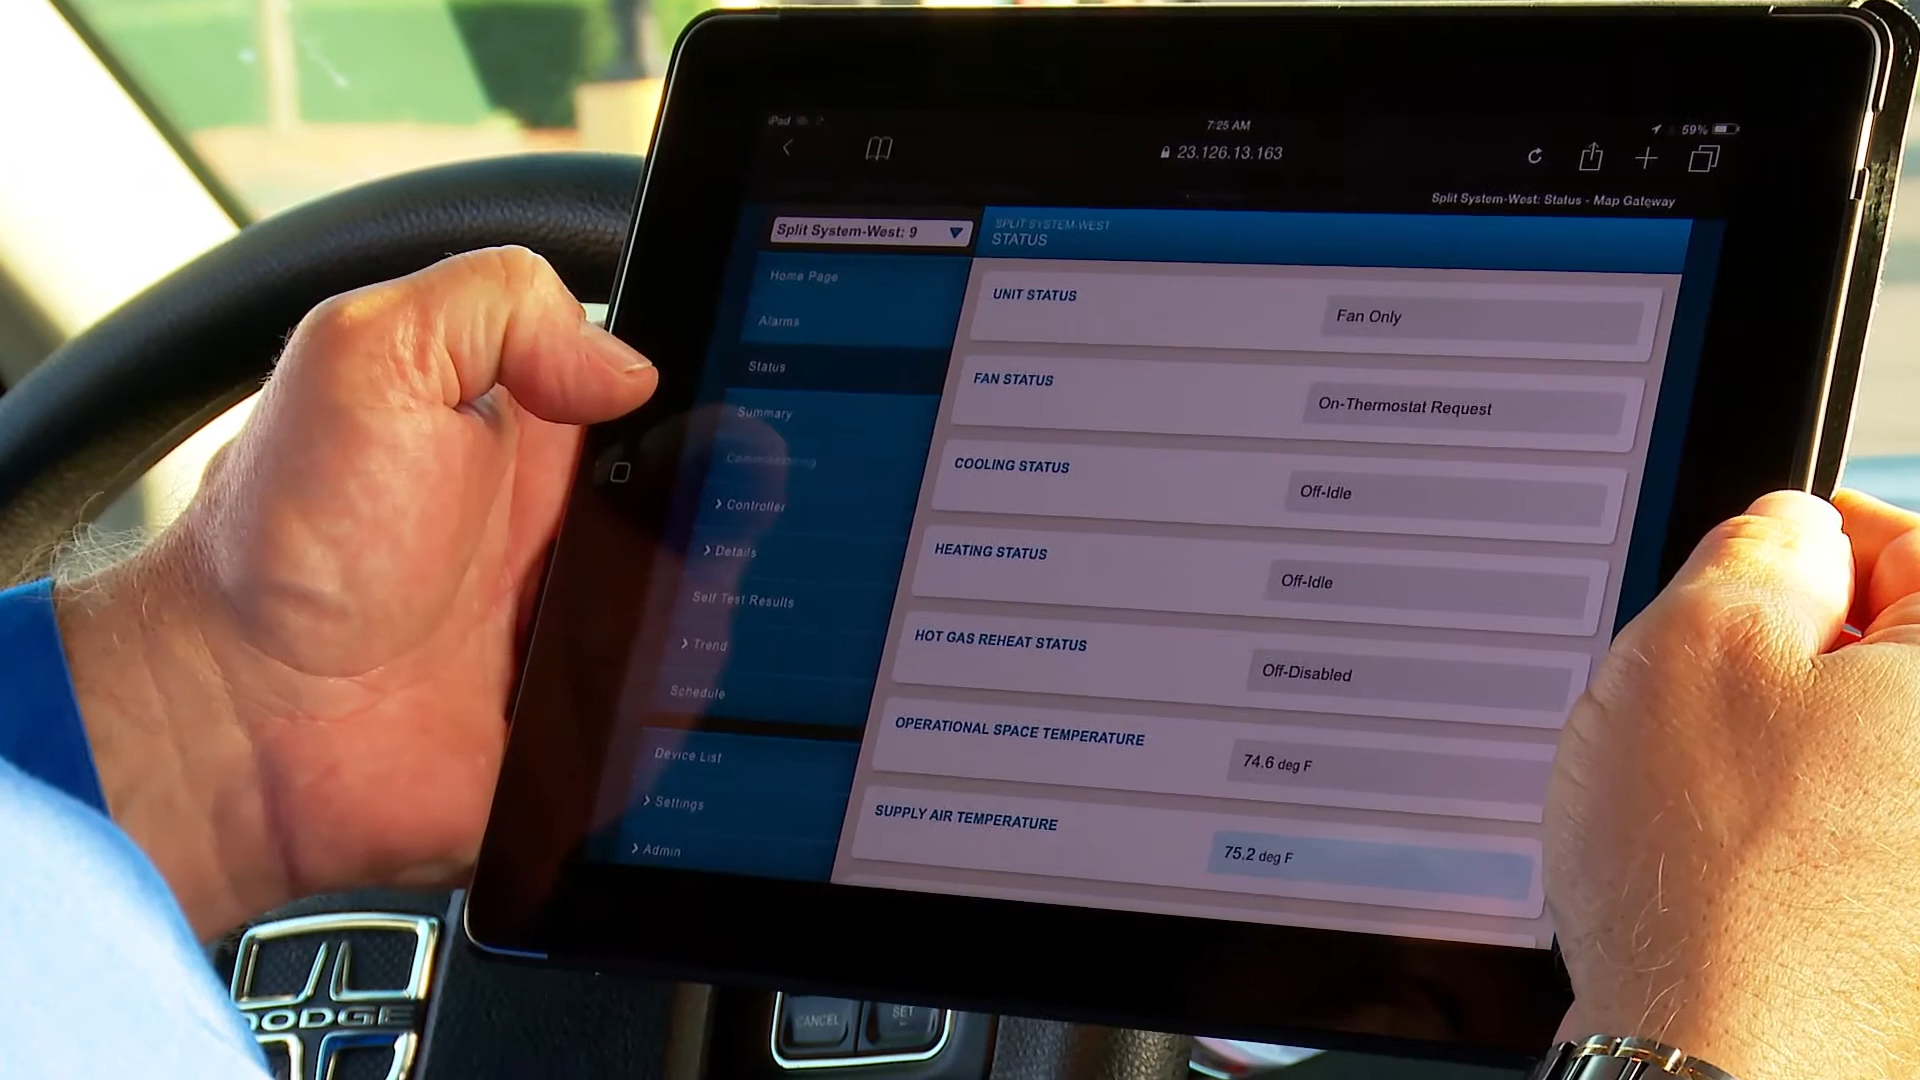 iPad
7:25 AM
59%
23.126.13.163
Split System-West: Status - Map Gateway
Split System-West: 9
Home Page
Alarms
Status
Summary
Commissioning
Controller
Details
Self Test Results
Trend
Schedule
Device List
Settings
Admin
SPLIT SYSTEM-WEST
STATUS
UNIT STATUS
Fan Only
FAN STATUS
On-Thermostat Request
COOLING STATUS
Off-Idle
HEATING STATUS
Off-Idle
HOT GAS REHEAT STATUS
Off-Disabled
OPERATIONAL SPACE TEMPERATURE
74.6 deg F
SUPPLY AIR TEMPERATURE
75.2 deg F
DODGE
CANCEL
SET